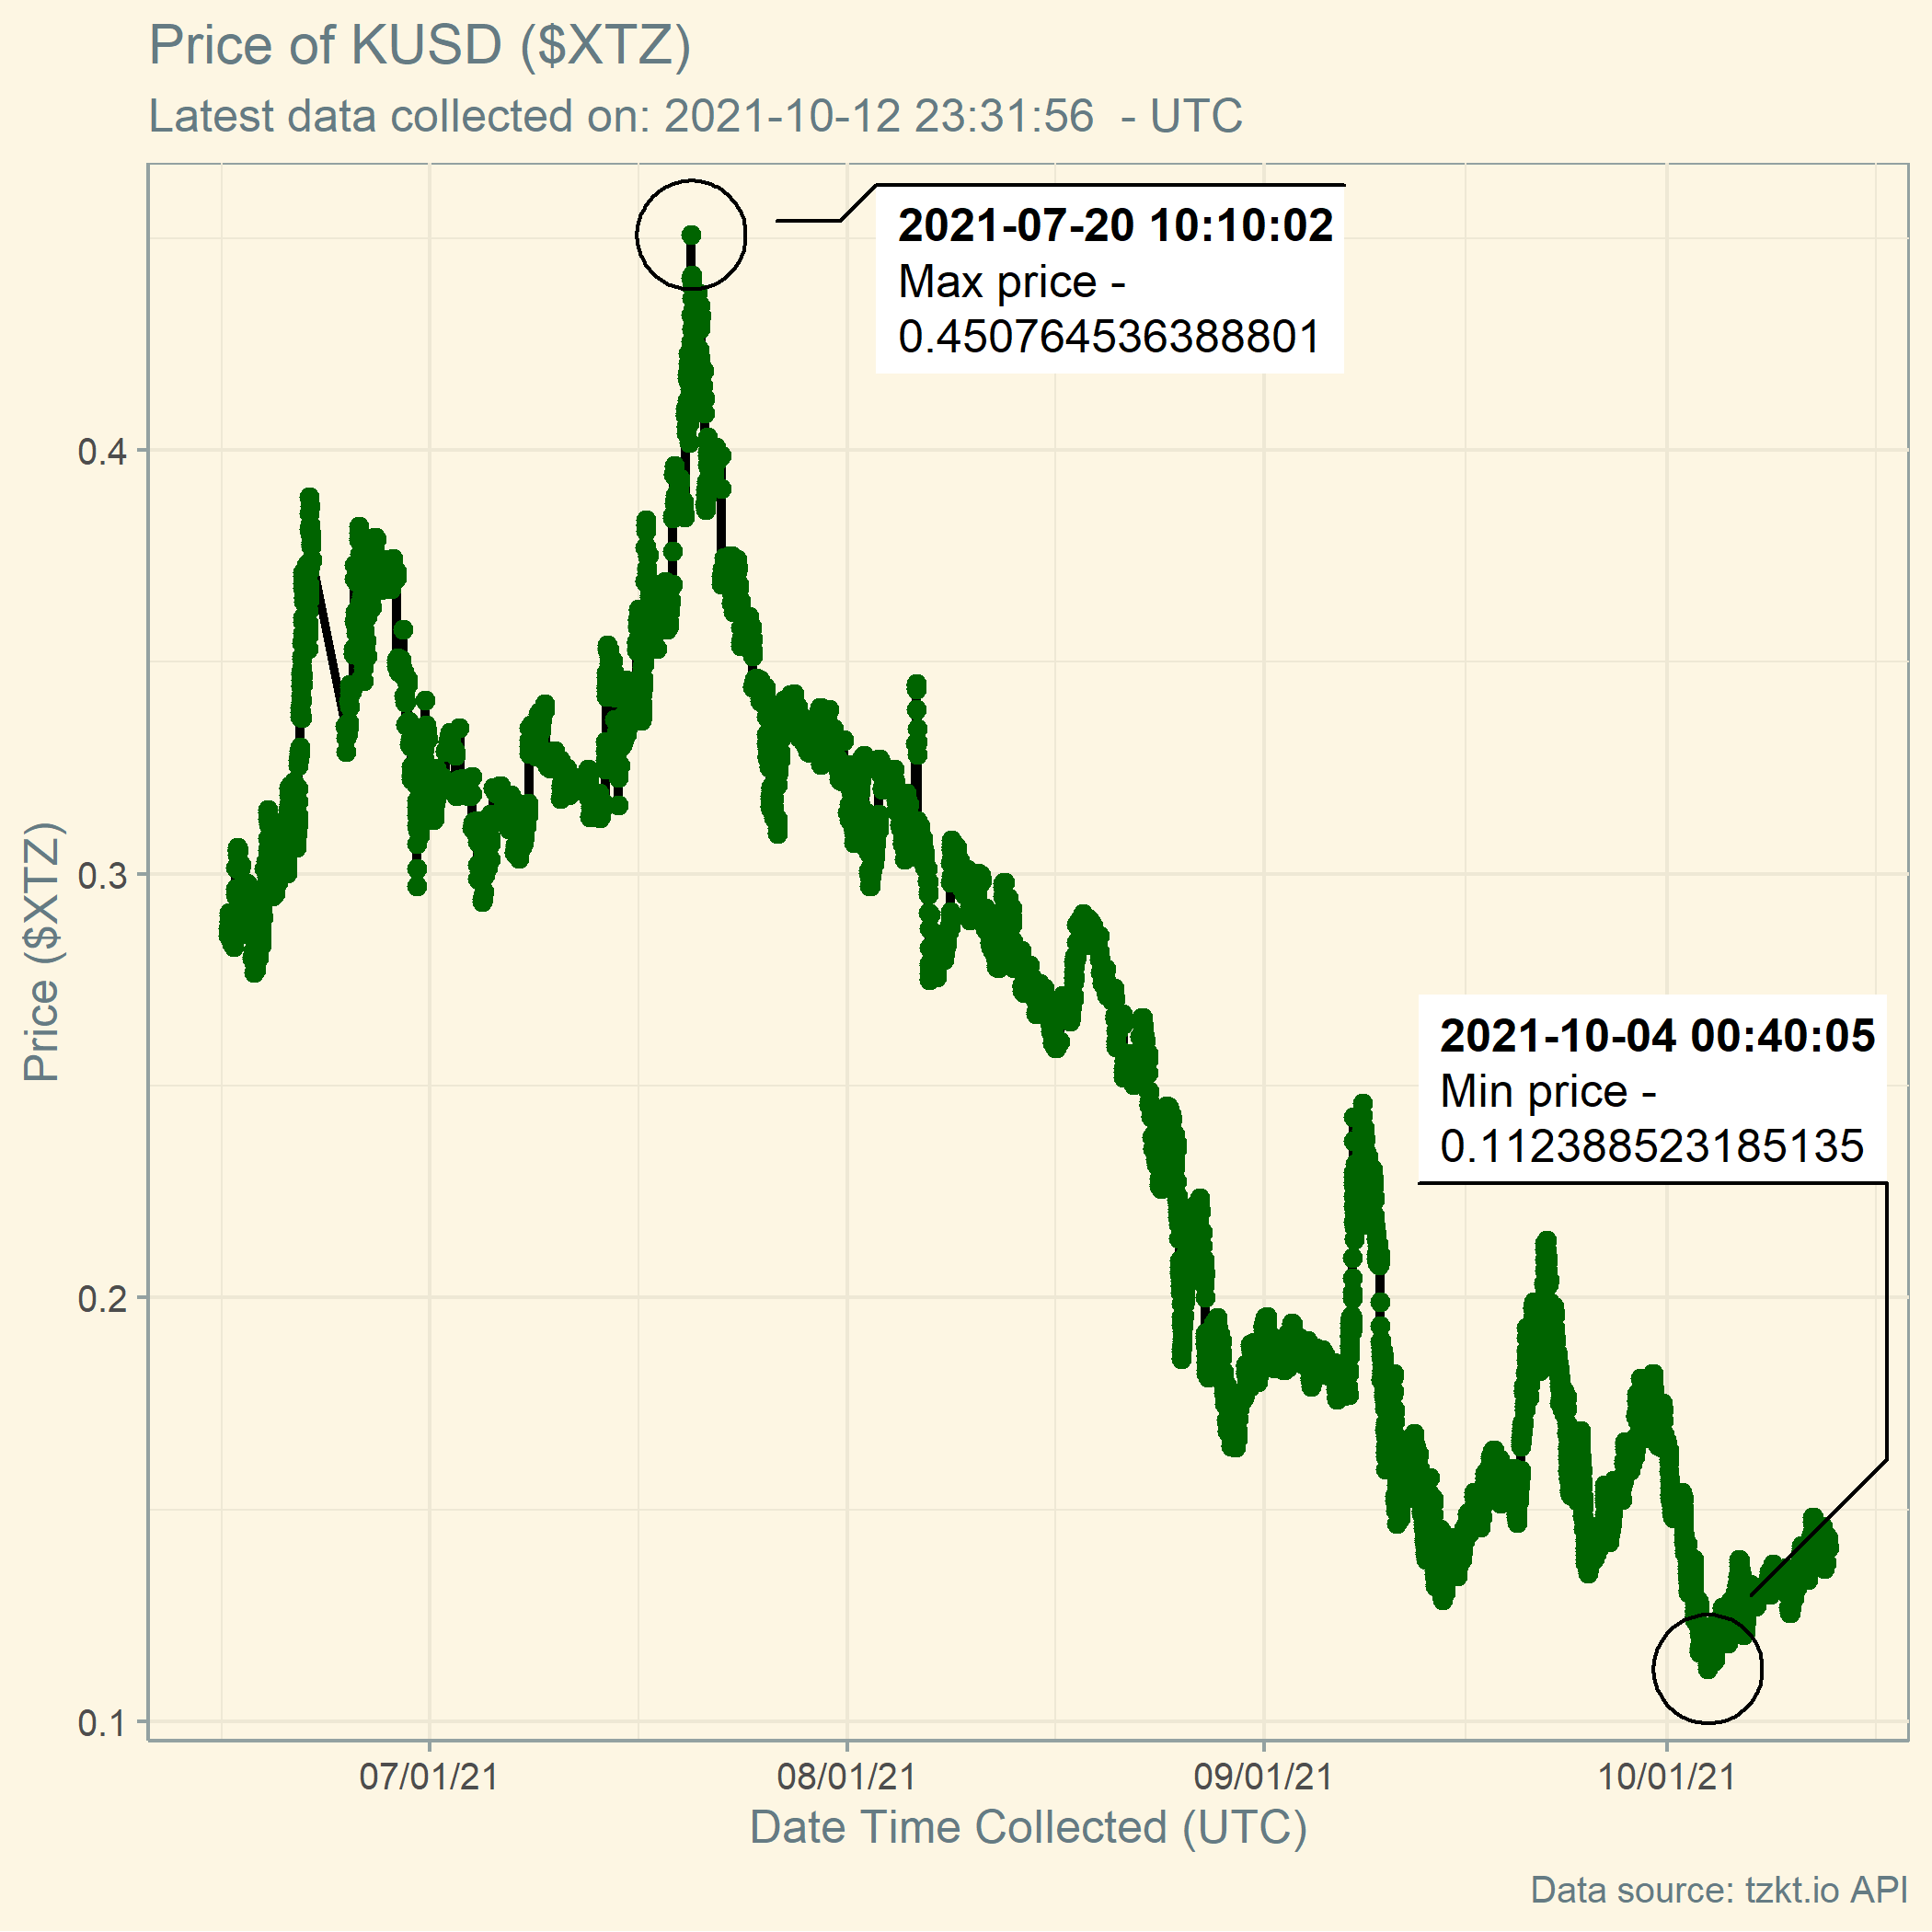 Price of KUSD ($XTZ)
Latest data collected on: 2021-10-12 23:31:56  - UTC
2021-07-20 10:10:02
Max price -
0.450764536388801
0.4
0.3
0.2
0.1
Price ($XTZ)
2021-10-04 00:40:05
Min price -
0.112388523185135
07/01/21
08/01/21
09/01/21
10/01/21
Date Time Collected (UTC)
Data source: tzkt.io API